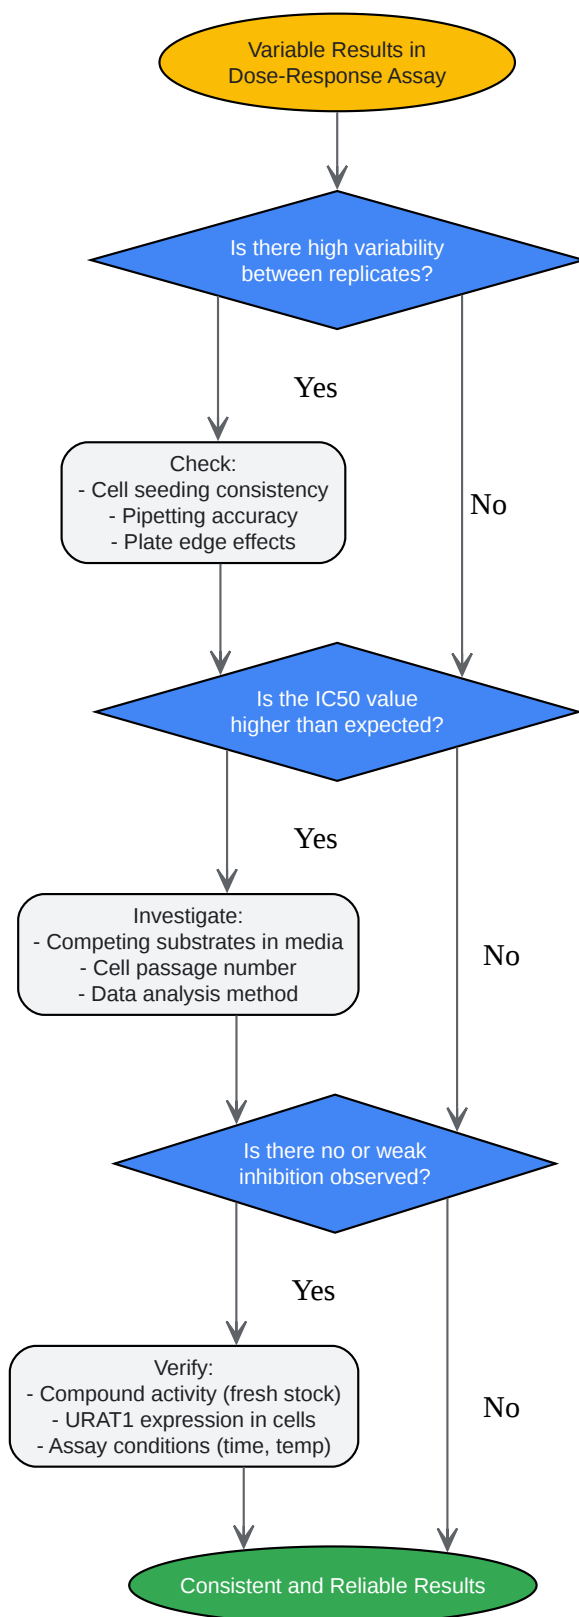 Variable Results in
Dose-Response Assay
Is there high variability
between replicates?
Yes
Check:
- Cell seeding consistency
- Pipetting accuracy
- Plate edge effects
No
Is the IC50 value
higher than expected?
Yes
Investigate:
- Competing substrates in media
- Cell passage number
- Data analysis method
No
Is there no or weak
inhibition observed?
Yes
Verify:
- Compound activity (fresh stock)
- URAT1 expression in cells
- Assay conditions (time, temp)
No
Consistent and Reliable Results